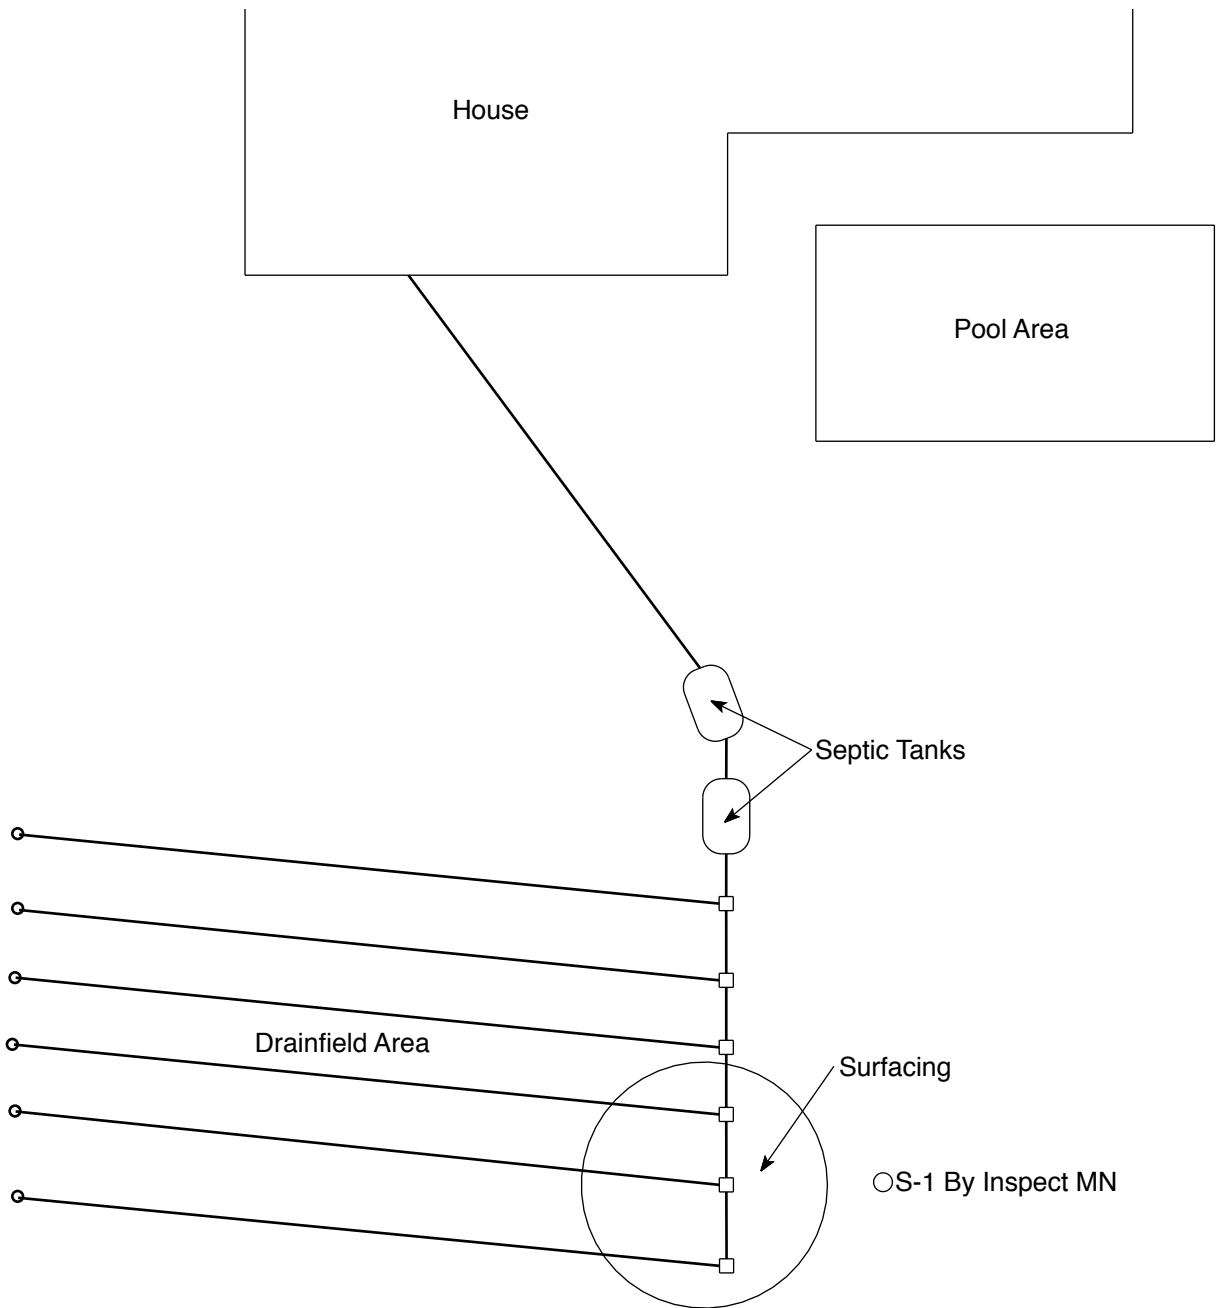 House
Pool Area
Septic Tanks
Drainfield Area
Surfacing
S-1 By Inspect MN